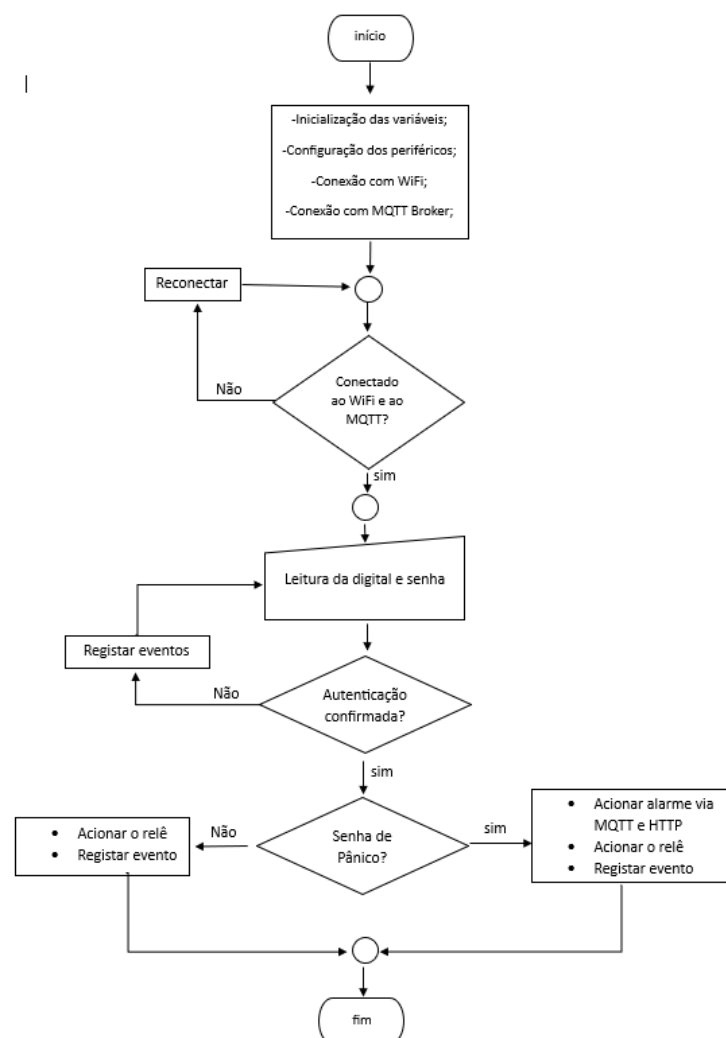 início
-Inicialização das variáveis;
-Configuração dos periféricos;
-Conexão com WiFi;
-Conexão com MQTT Broker;
Reconectar
Não
Conectado
ao WiFi e ao
MQTT?
sim
Leitura da digital e senha
Registar eventos
Não
Autenticação
confirmada?
sim
• Acionar o relê
• Registar evento
Não
Senha de
Pânico?
sim
• Acionar alarme via
MQTT e HTTP
• Acionar o relê
• Registar evento
fim